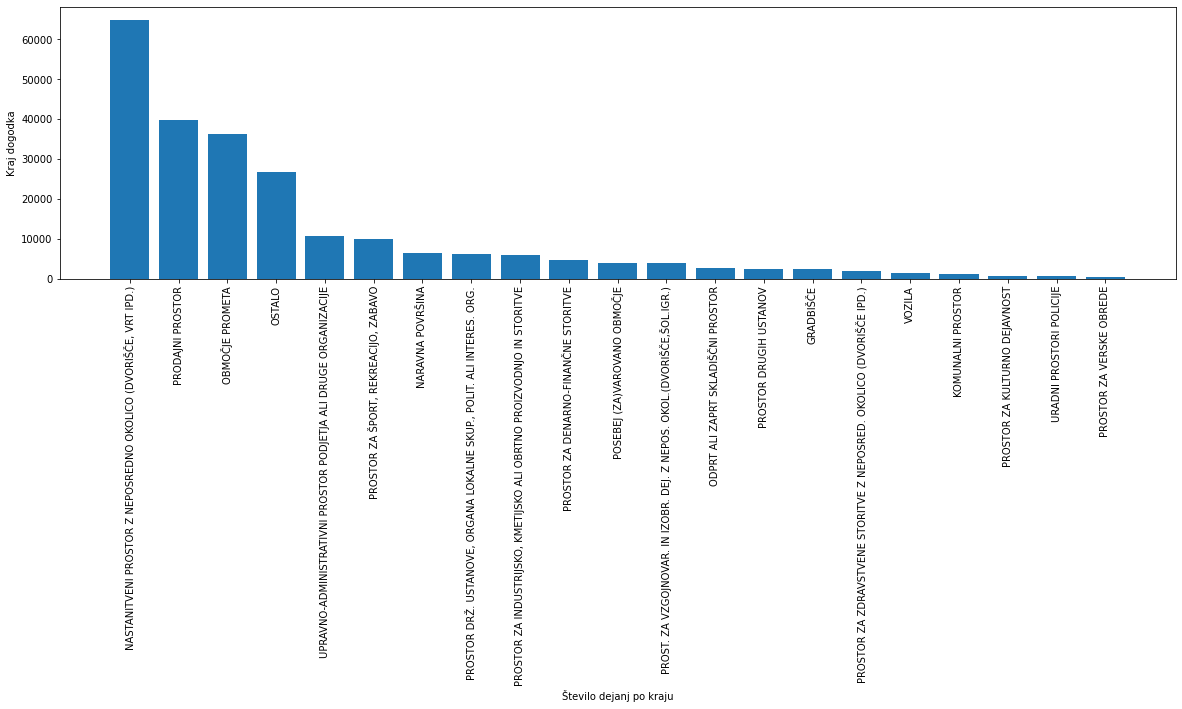 60000
50000
40000
30000
20000
10000
0
Kraj dogodka
NASTANITVENI PROSTOR Z NEPOSREDNO OKOLICO (DVORIŠČE, VRT IPD.)
PRODAJNI PROSTOR
OBMOČJE PROMETA
OSTALO
UPRAVNO-ADMINISTRATIVNI PROSTOR PODJETJA ALI DRUGE ORGANIZACIJE
PROSTOR ZA ŠPORT, REKREACIJO, ZABAVO
NARAVNA POVRŠINA
PROSTOR DRŽ. USTANOVE, ORGANA LOKALNE SKUP., POLIT. ALI INTERES. ORG.
PROSTOR ZA INDUSTRIJSKO, KMETIJSKO ALI OBRTNO PROIZVODNJO IN STORITVE
PROSTOR ZA DENARNO-FINANČNE STORITVE
POSEBEJ (ZA)VAROVANO OBMOČJE
PROST. ZA VZGOJNOVAR. IN IZOBR. DEJ. Z NEPOS. OKOL.(DVORIŠČE,ŠOL.IGR.)
ODPRT ALI ZAPRT SKLADIŠČNI PROSTOR
PROSTOR DRUGIH USTANOV
GRADBIŠČE
PROSTOR ZA ZDRAVSTVENE STORITVE Z NEPOSRED. OKOLICO (DVORIŠČE IPD.)
VOZILA
KOMUNALNI PROSTOR
PROSTOR ZA KULTURNO DEJAVNOST
URADNI PROSTORI POLICIJE
PROSTOR ZA VERSKE OBREDE
Število dejanj po kraju